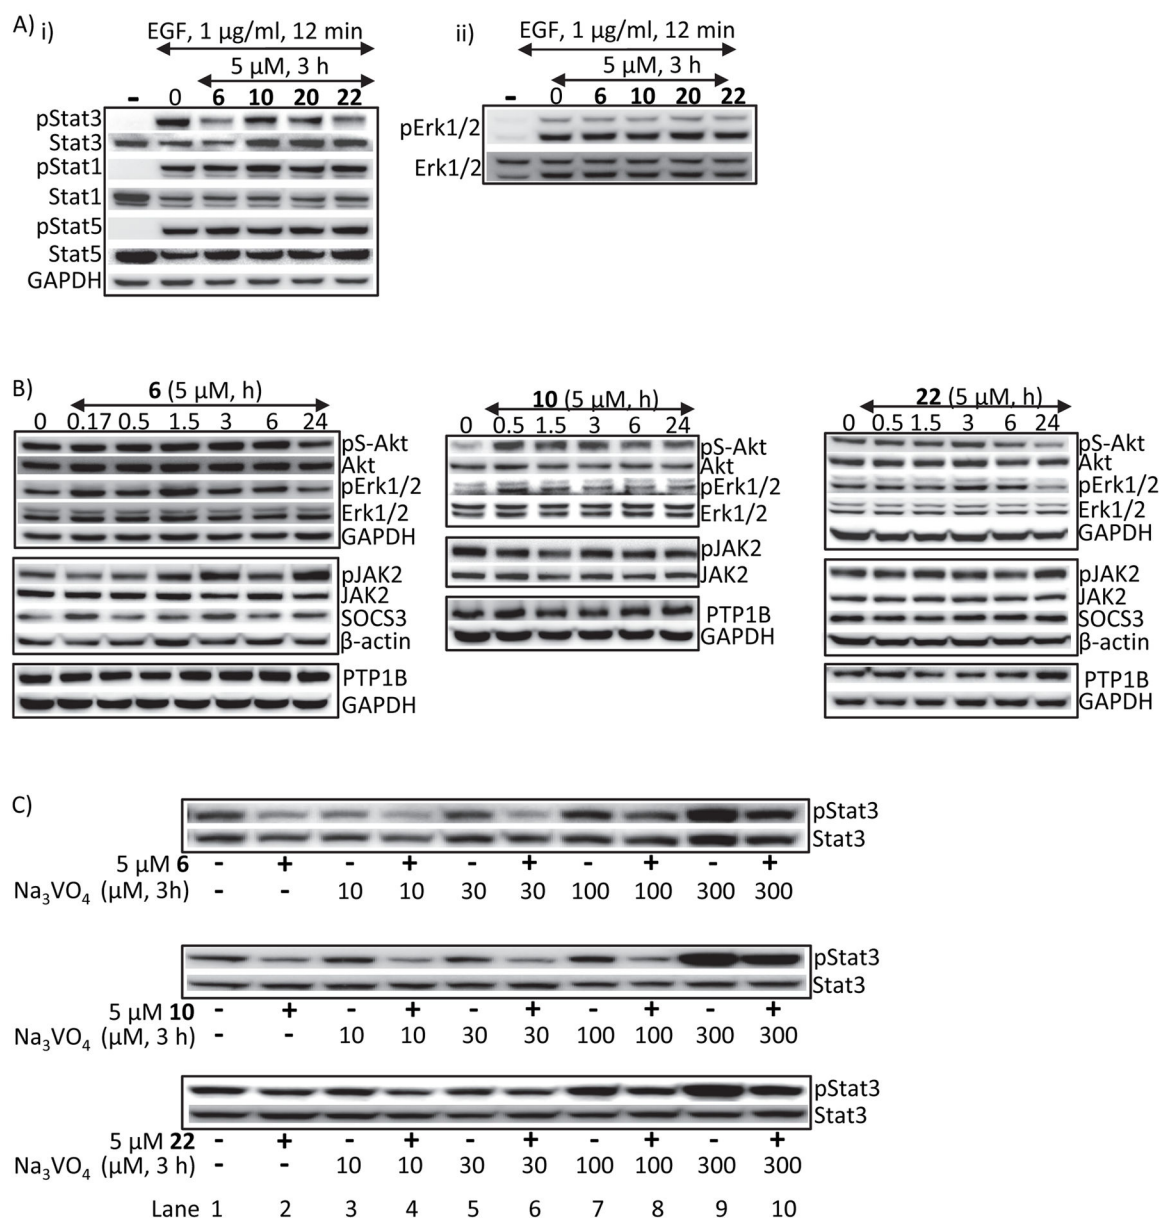 A) i) EGF, 1 µg/ml, 12 min
5 µM, 3 h
- 0 6 10 20 22
pStat3
Stat3
pStat1
Stat1
pStat5
Stat5
GAPDH
ii) EGF, 1 µg/ml, 12 min
5 µM, 3 h
- 0 6 10 20 22
pErk1/2
Erk1/2
B)
6 (5 µM, h)
0 0.17 0.5 1.5 3 6 24
pS-Akt
Akt
pErk1/2
Erk1/2
GAPDH
pJAK2
JAK2
SOCS3
β-actin
PTP1B
GAPDH
10 (5 µM, h)
0 0.5 1.5 3 6 24
pS-Akt
Akt
pErk1/2
Erk1/2
pJAK2
JAK2
PTP1B
GAPDH
22 (5 µM, h)
0 0.5 1.5 3 6 24
pS-Akt
Akt
pErk1/2
Erk1/2
GAPDH
pJAK2
JAK2
SOCS3
β-actin
PTP1B
GAPDH
C)
pStat3
Stat3
5 µM 6 - + - + - + - + - +
Na₃VO₄ (µM, 3h) - - 10 10 30 30 100 100 300 300
pStat3
Stat3
5 µM 10 - + - + - + - + - +
Na₃VO₄ (µM, 3 h) - - 10 10 30 30 100 100 300 300
pStat3
Stat3
5 µM 22 - + - + - + - + - +
Na₃VO₄ (µM, 3 h) - - 10 10 30 30 100 100 300 300
Lane 1 2 3 4 5 6 7 8 9 10